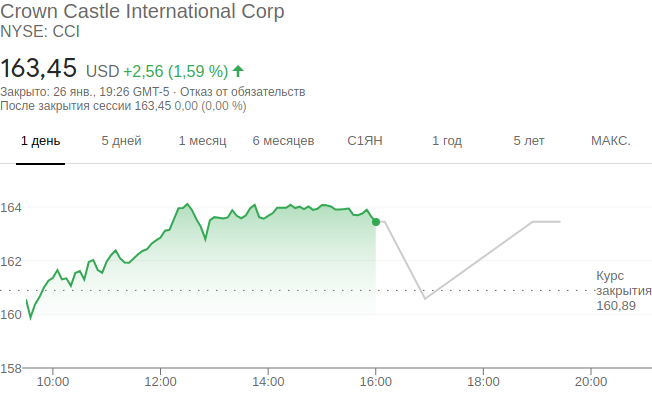 Crown Castle International Corp
NYSE: CCI
163,45 USD +2,56 (1,59 %)
Закрыто: 26 янв., 19:26 GMT-5 · Отказ от обязательств
После закрытия сессии 163,45 0,00 (0,00 %)
1 день 5 дней 1 месяц 6 месяцев С1ЯН 1 год 5 лет МАКС.
164
162
Курс
закрытия
160,89
160
158
10:00 12:00 14:00 16:00 18:00 20:00